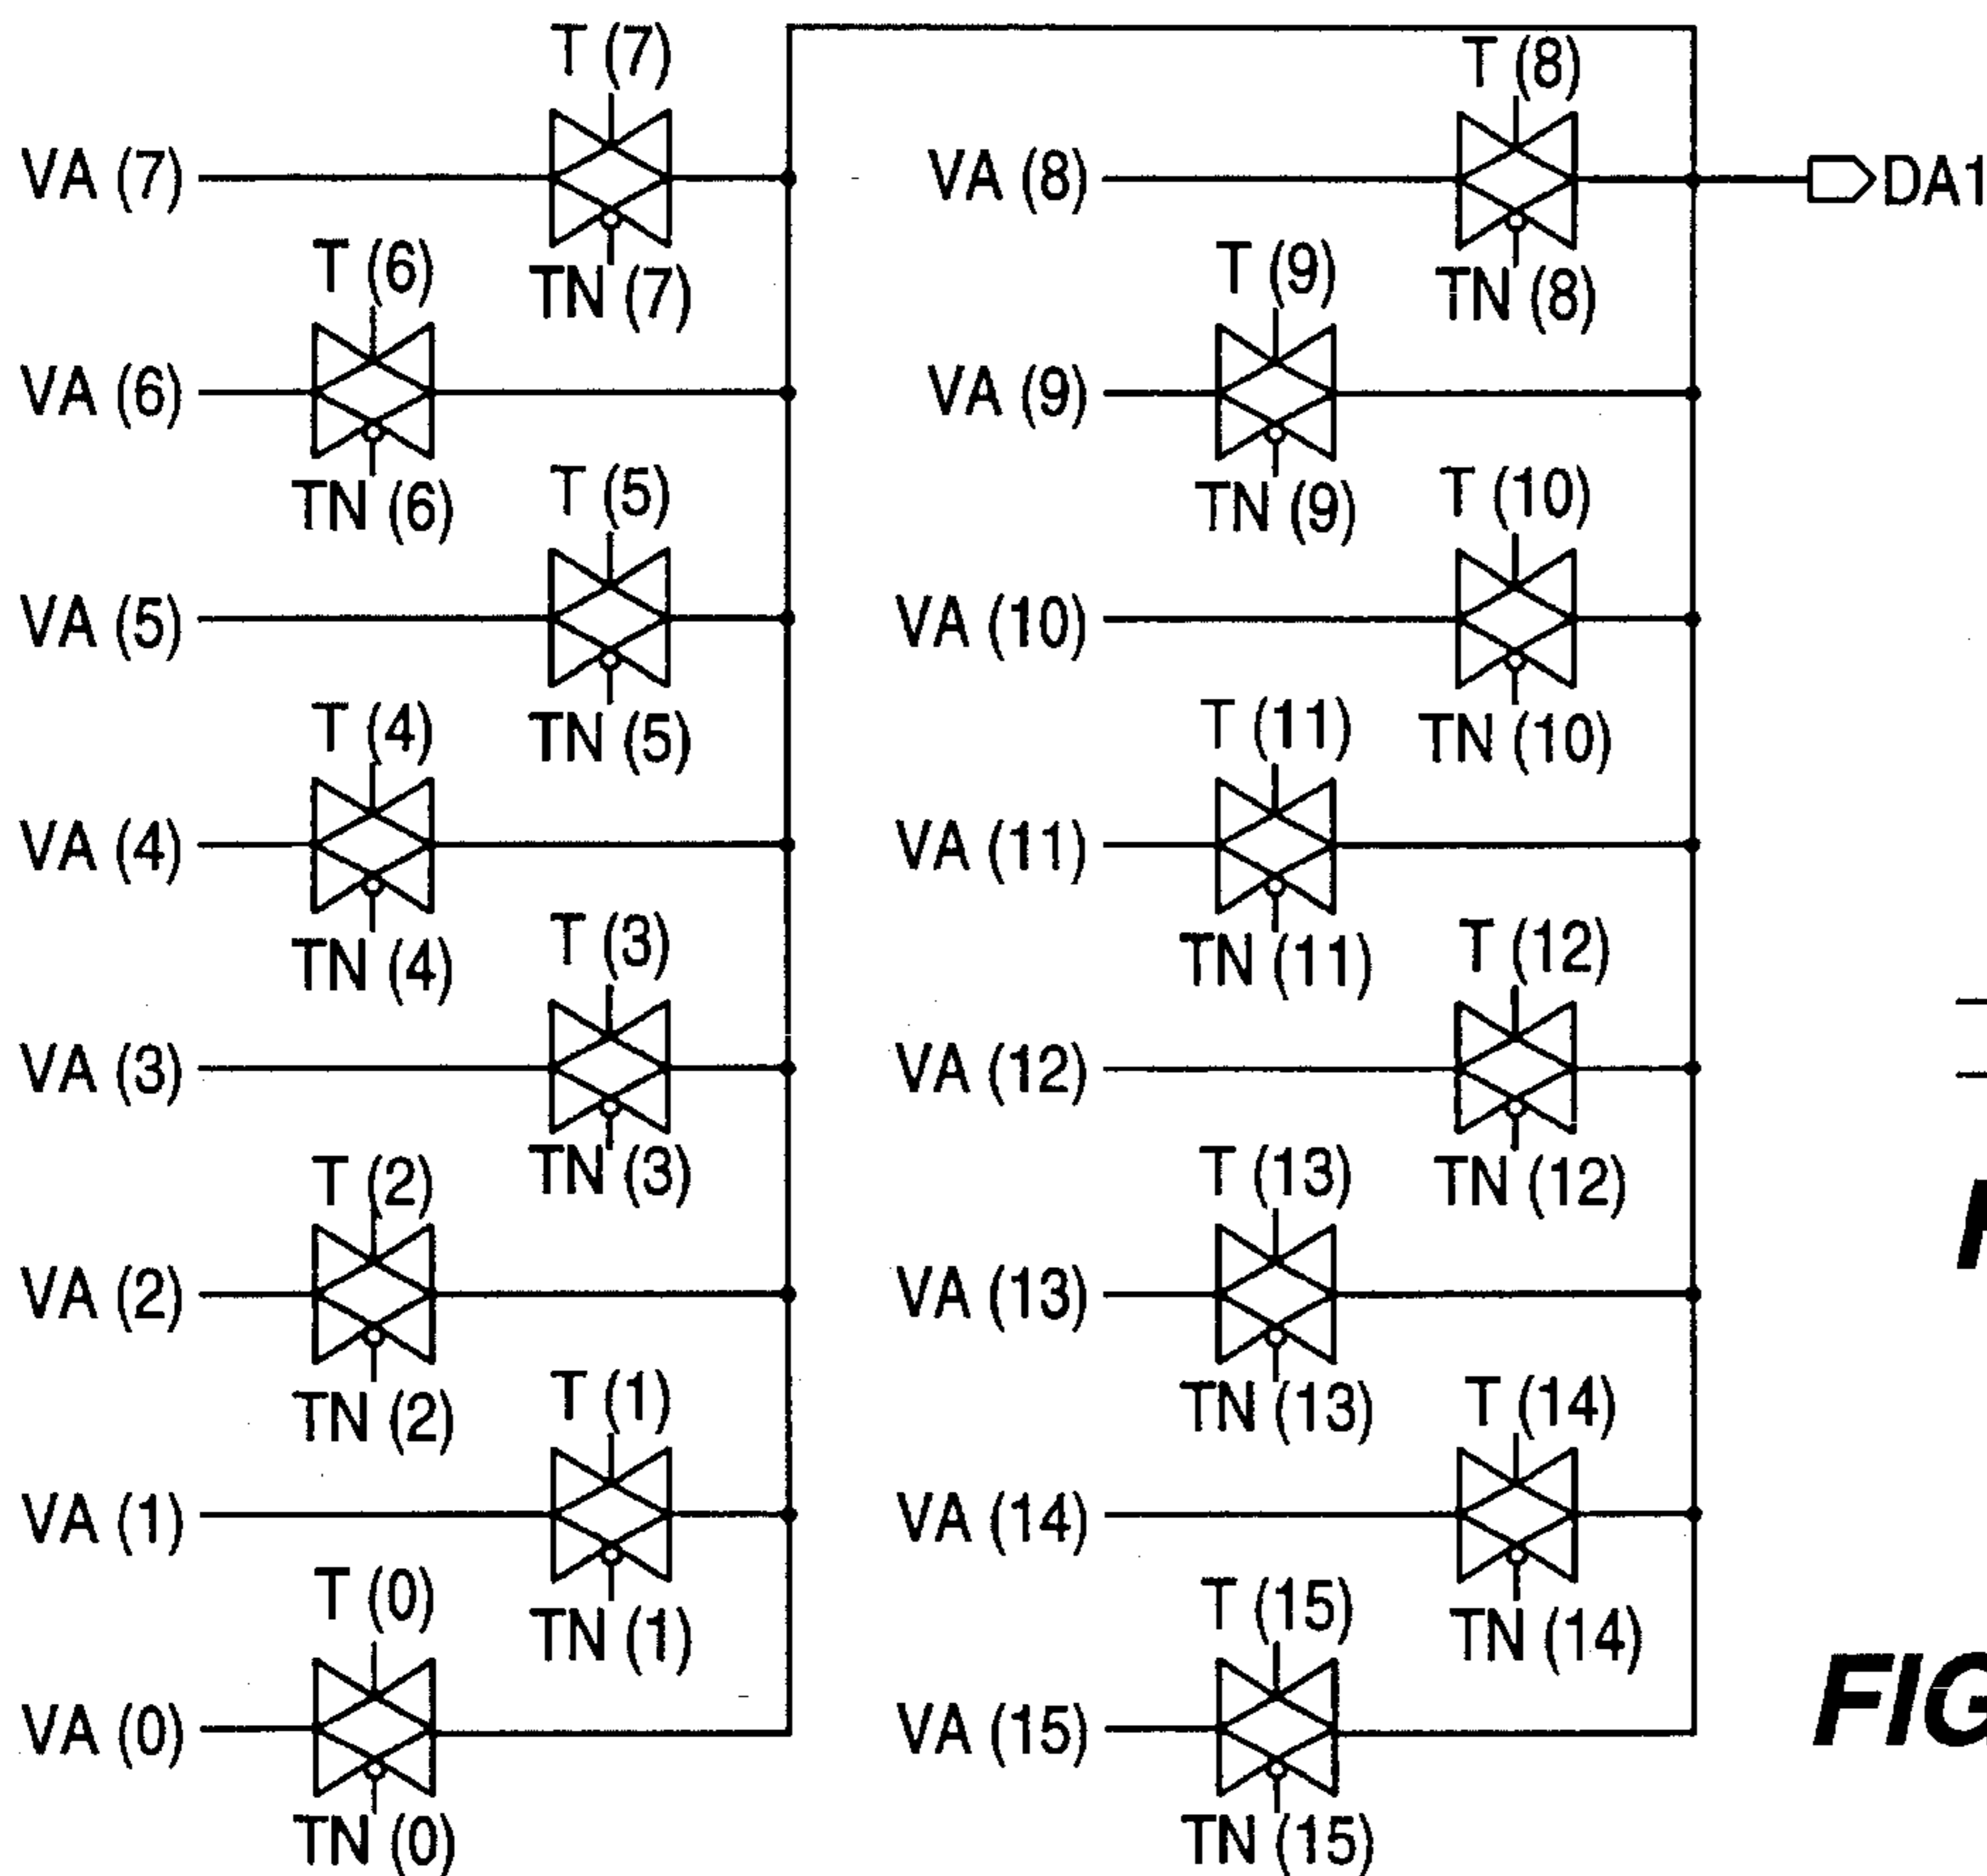 T (7)
T (8)
VA (7)
VA (8)
DA1
T (6)
TN (7)
T (9)
TN (8)
VA (6)
VA (9)
TN (6)
T (5)
TN (9)
T (10)
VA (5)
VA (10)
T (4)
TN (5)
T (11)
TN (10)
VA (4)
VA (11)
TN (4)
T (3)
TN (11)
T (12)
VA (3)
VA (12)
T (2)
TN (3)
T (13)
TN (12)
VA (2)
VA (13)
TN (2)
T (1)
TN (13)
T (14)
VA (1)
VA (14)
T (0)
TN (1)
T (15)
TN (14)
VA (0)
VA (15)
FIG
TN (0)
TN (15)